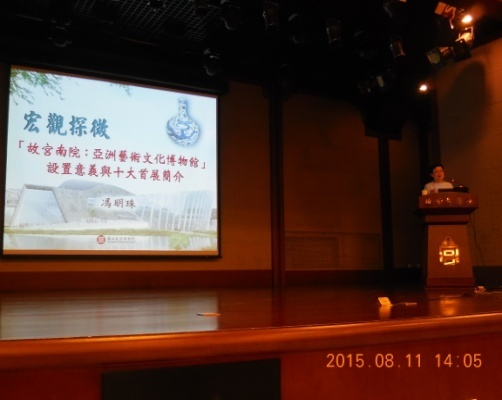 宏觀探微
「故宮南院：亞洲藝術文化博物館」
設置意義與十大首展簡介
馮明珠
2015.08.11 14:05